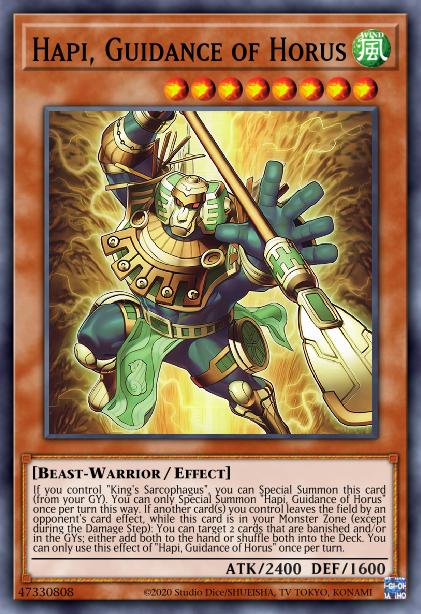 Hapi, Guidance of Horus
WIND
風
[Beast-Warrior / Effect]
If you control "King's Sarcophagus", you can Special Summon this card
(from your GY). You can only Special Summon "Hapi, Guidance of Horus"
once per turn this way. If another card(s) you control leaves the field by an
opponent's card effect, while this card is in your Monster Zone (except
during the Damage Step): You can target 2 cards that are banished and/or
in the GYs; either add both to the hand or shuffle both into the Deck. You
can only use this effect of "Hapi, Guidance of Horus" once per turn.
ATK/2400 DEF/1600
47330808 ©2020 Studio Dice/SHUEISHA, TV TOKYO, KONAMI